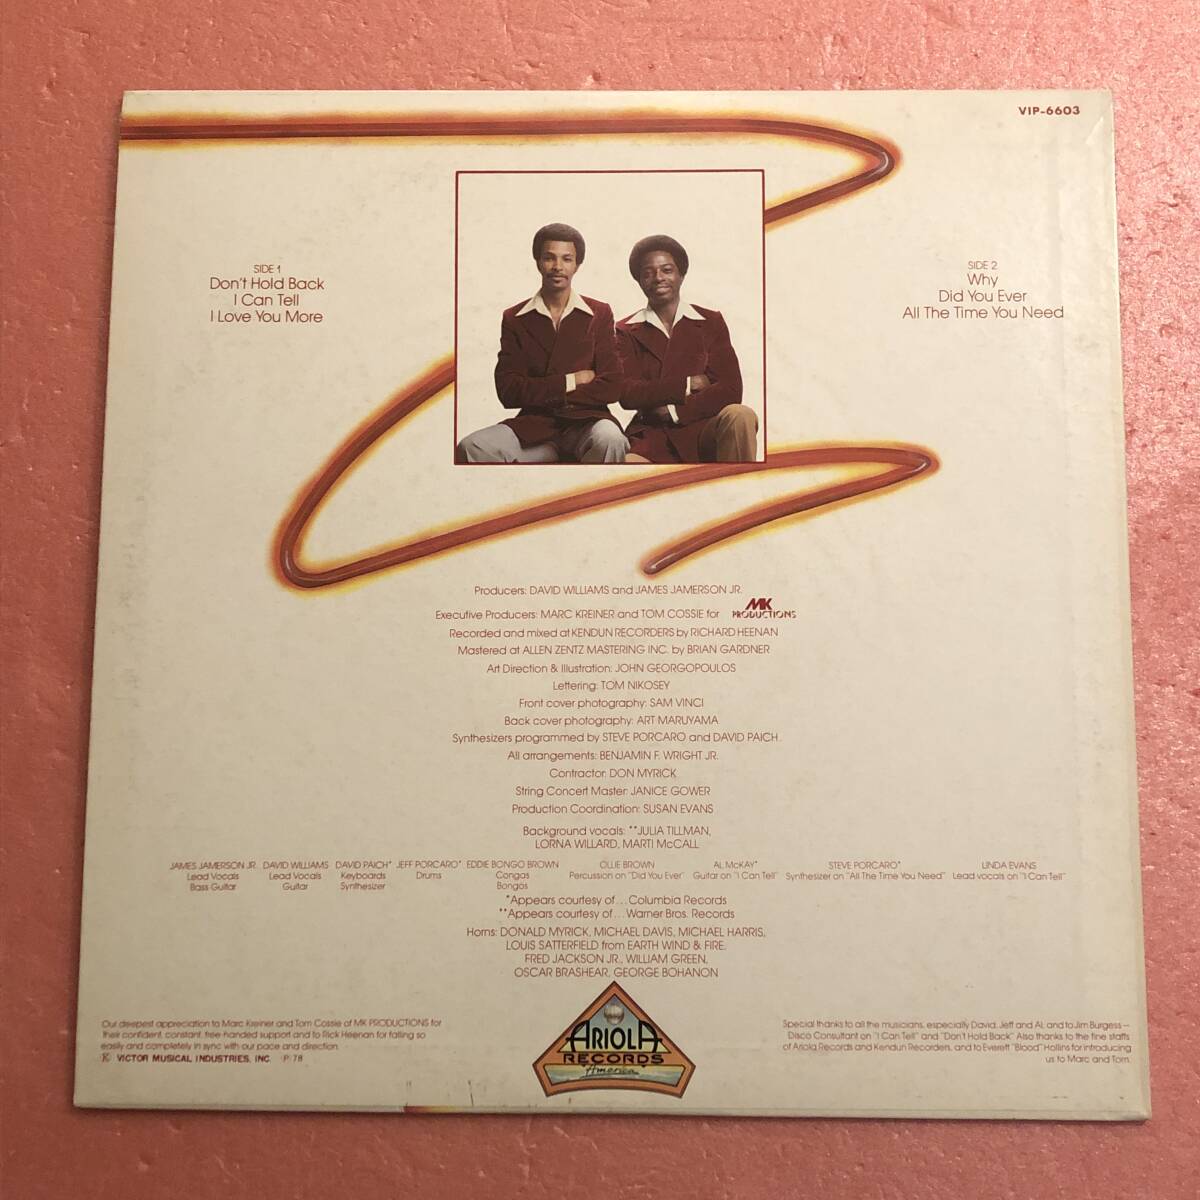 VIP-6603
SIDE 1
Don't Hold Back
I Can Tell
I Love You More
SIDE 2
Why
Did You Ever
All The Time You Need
Producers: DAVID WILLIAMS and JAMES JAMERSON JR.
Executive Producers: MARC KREINER and TOM COSSIE for MK PRODUCTIONS
Recorded and mixed at KENDUN RECORDERS by RICHARD HEENAN
Mastered at ALLEN ZENTZ MASTERING INC. by BRIAN GARDNER
Art Direction & Illustration: JOHN GEORGOPOULOS
Lettering: TOM NIKOSEY
Front cover photography: SAM VINCI
Back cover photography: ART MARUYAMA
Synthesizers programmed by STEVE PORCARO and DAVID PAICH.
All arrangements: BENJAMIN F. WRIGHT JR.
Contractor: DON MYRICK
String Concert Master: JANICE GOWER
Production Coordination: SUSAN EVANS
Background vocals: **JULIA TILLMAN,
LORNA WILLARD, MARTI McCALL
JAMES JAMERSON JR.
Lead Vocals
Bass Guitar
DAVID WILLIAMS
Lead Vocals
Guitar
DAVID PAICH*
Keyboards
Synthesizer
JEFF PORCARO*
Drums
EDDIE BONGO BROWN
Congas
Bongos
OLLIE BROWN
Percussion on "Did You Ever"
AL McKAY*
Guitar on "I Can Tell"
STEVE PORCARO*
Synthesizer on "All The Time You Need"
LINDA EVANS
Lead vocals on "I Can Tell"
*Appears courtesy of...Columbia Records
**Appears courtesy of...Warner Bros. Records
Horns: DONALD MYRICK, MICHAEL DAVIS, MICHAEL HARRIS,
LOUIS SATTERFIELD from EARTH WIND & FIRE.
FRED JACKSON JR., WILLIAM GREEN,
OSCAR BRASHEAR, GEORGE BOHANON
Our deepest appreciation to Marc Kreiner and Tom Cossie of MK PRODUCTIONS for
their confident, constant, free-handed support and to Rick Heenan for falling so
easily and completely in sync with our pace and direction.
VICTOR MUSICAL INDUSTRIES, INC. P.'78
ARIOLA
RECORDS
"America"
Special thanks to all the musicians, especially David, Jeff and Al, and to Jim Burgess—
Disco Consultant on "I Can Tell" and "Don't Hold Back" Also thanks to the fine staffs
of Ariola Records and Kendun Recorders, and to Everett "Blood" Hollins for introducing
us to Marc and Tom.